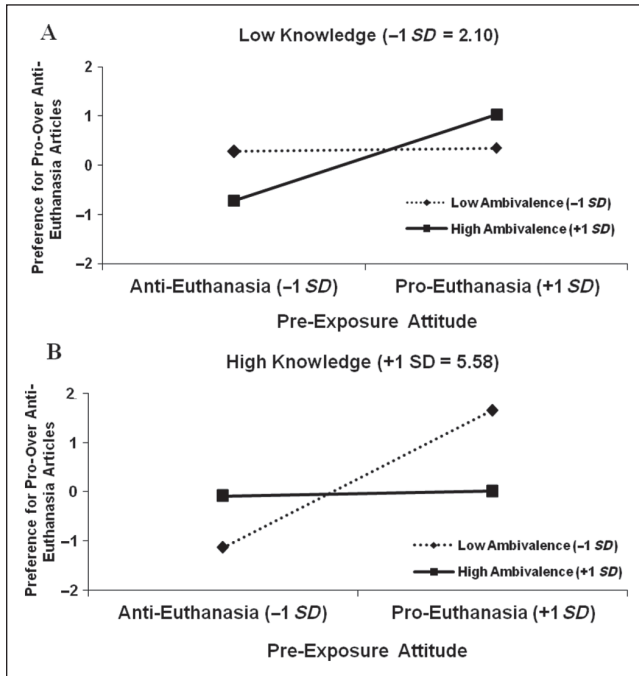 A
Low Knowledge (−1 SD = 2.10)
Preference for Pro-Over Anti-
Euthanasia Articles
2
1
0
−1
−2
Low Ambivalence (−1 SD)
High Ambivalence (+1 SD)
Anti-Euthanasia (−1 SD)
Pro-Euthanasia (+1 SD)
Pre-Exposure Attitude
B
High Knowledge (+1 SD = 5.58)
Preference for Pro-Over Anti-
Euthanasia Articles
2
1
0
−1
−2
Low Ambivalence (−1 SD)
High Ambivalence (+1 SD)
Anti-Euthanasia (−1 SD)
Pro-Euthanasia (+1 SD)
Pre-Exposure Attitude